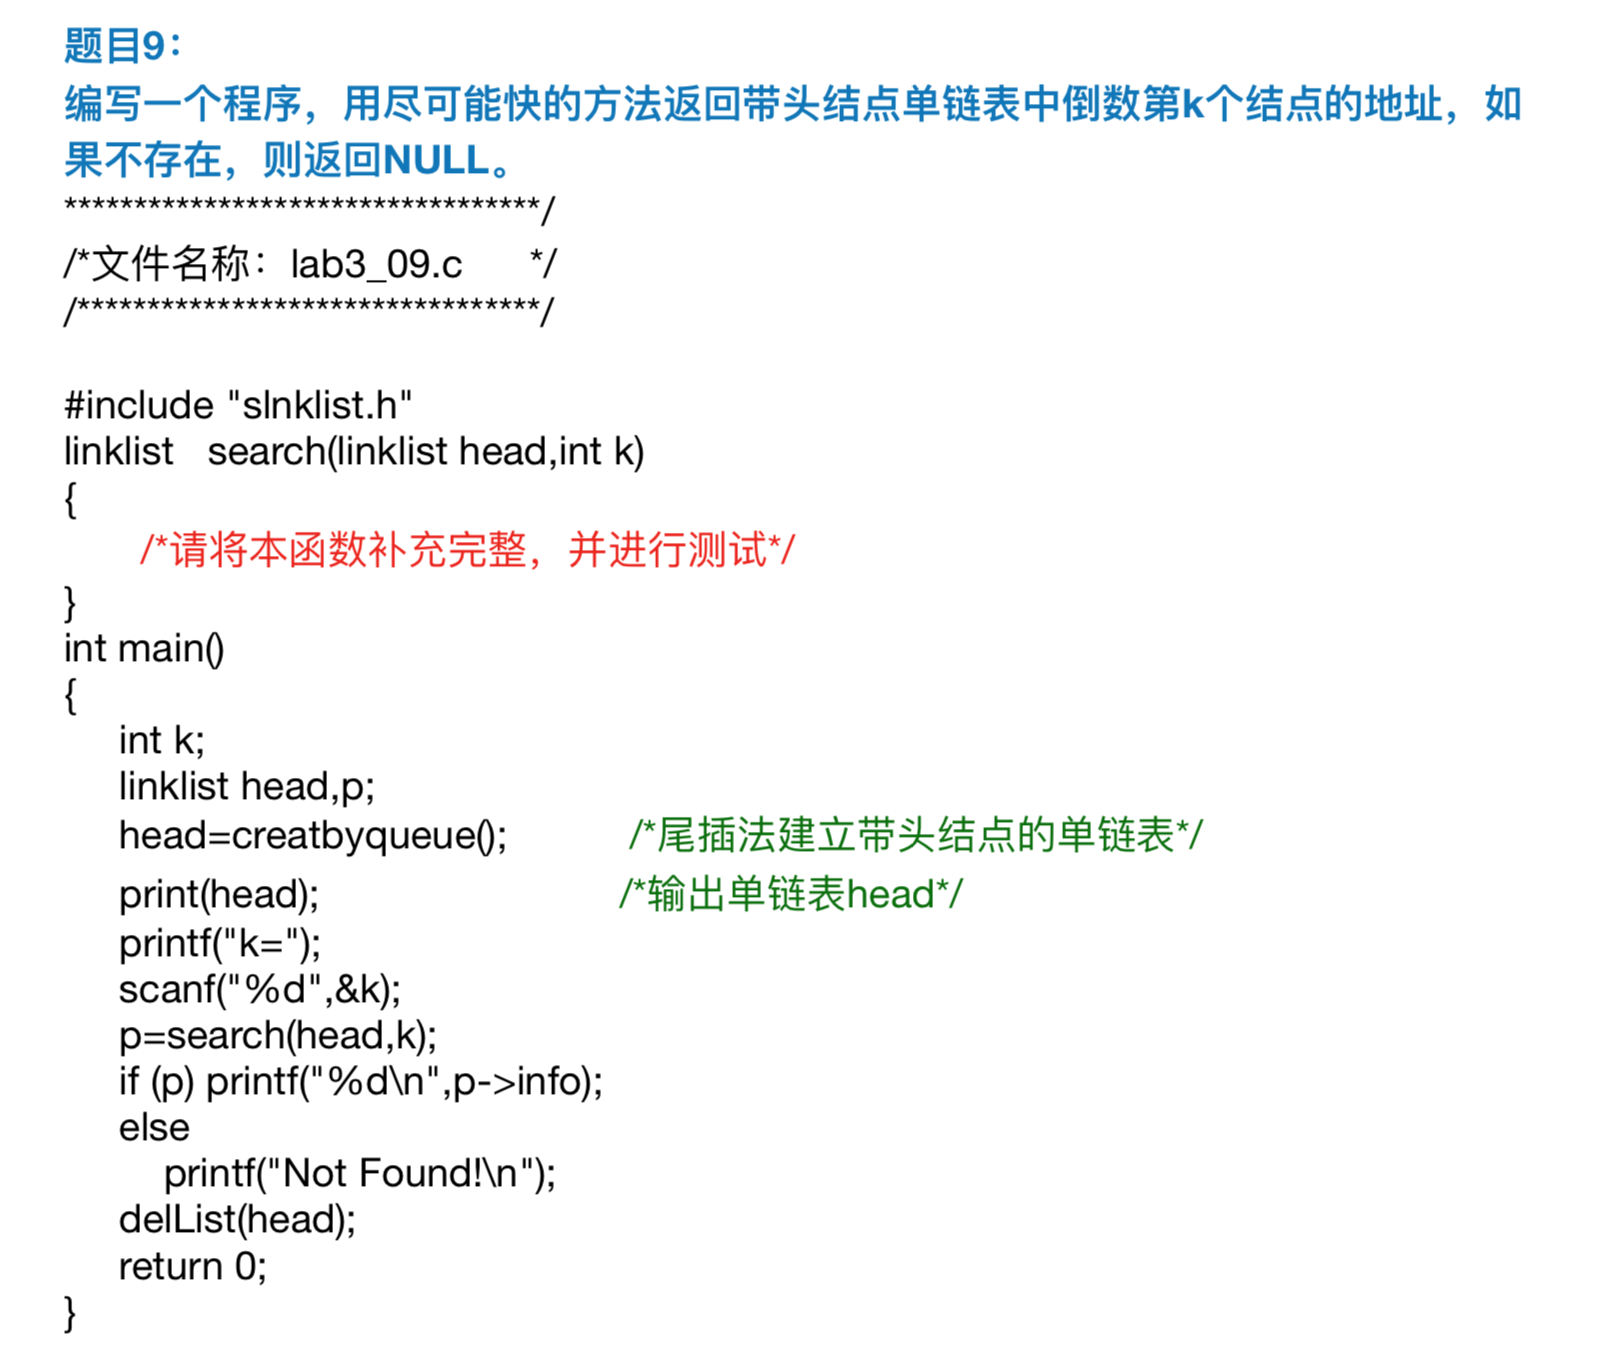 题目9：
编写一个程序，用尽可能快的方法返回带头结点单链表中倒数第k个结点的地址，如
果不存在，则返回NULL。
**********************************/
/*文件名称：lab3_09.c      */
/*********************************/
#include "slnklist.h"
linklist   search(linklist head,int k)
{
/*请将本函数补充完整，并进行测试*/
}
int main()
{
int k;
linklist head,p;
head=creatbyqueue();           /*尾插法建立带头结点的单链表*/
print(head);                           /*输出单链表head*/
printf("k=");
scanf("%d",&k);
p=search(head,k);
if (p) printf("%d\n",p->info);
else
printf("Not Found!\n");
delList(head);
return 0;
}